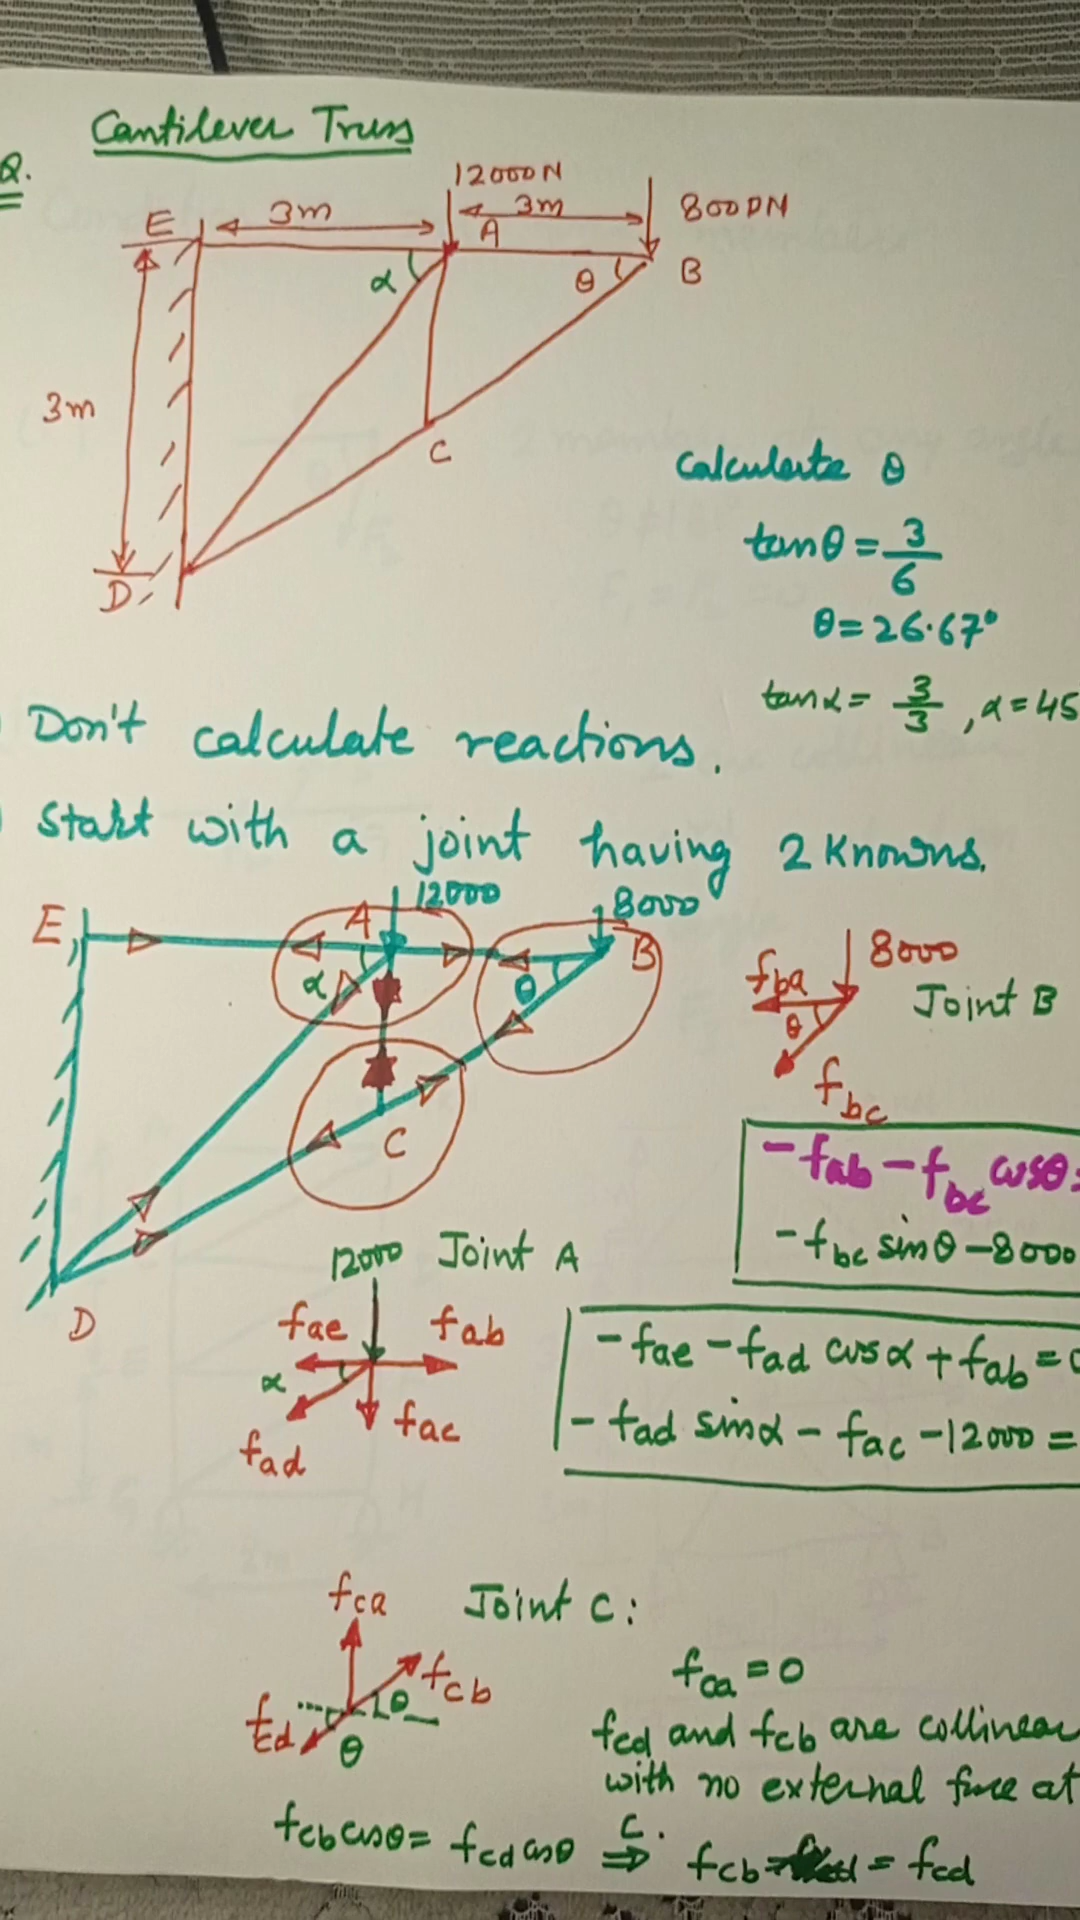 Cantilever Truss
Q.
12000N
3m
3m
8000N
E
A
B
α
θ
3m
C
D
Calculate θ
tanθ = 3/6
θ = 26.67°
tanα = 3/3, α = 45
Don't calculate reactions.
Start with a joint having 2 Knowns.
12000
8000
E
A
B
α
θ
C
D
8000
fba
Joint B
θ
fbc
-fab - fbc cosθ =
-fbc sinθ - 8000
12000 Joint A
fae
fab
α
fac
fad
-fae - fad cosα + fab = 0
- fad sinα - fac - 12000 =
fca
Joint C:
fcb
θ
fcd
θ
fca = 0
fcd and fcb are collinear
with no external force at
C.
fcb cosθ = fcd cosθ ⇒ fcb = fcd